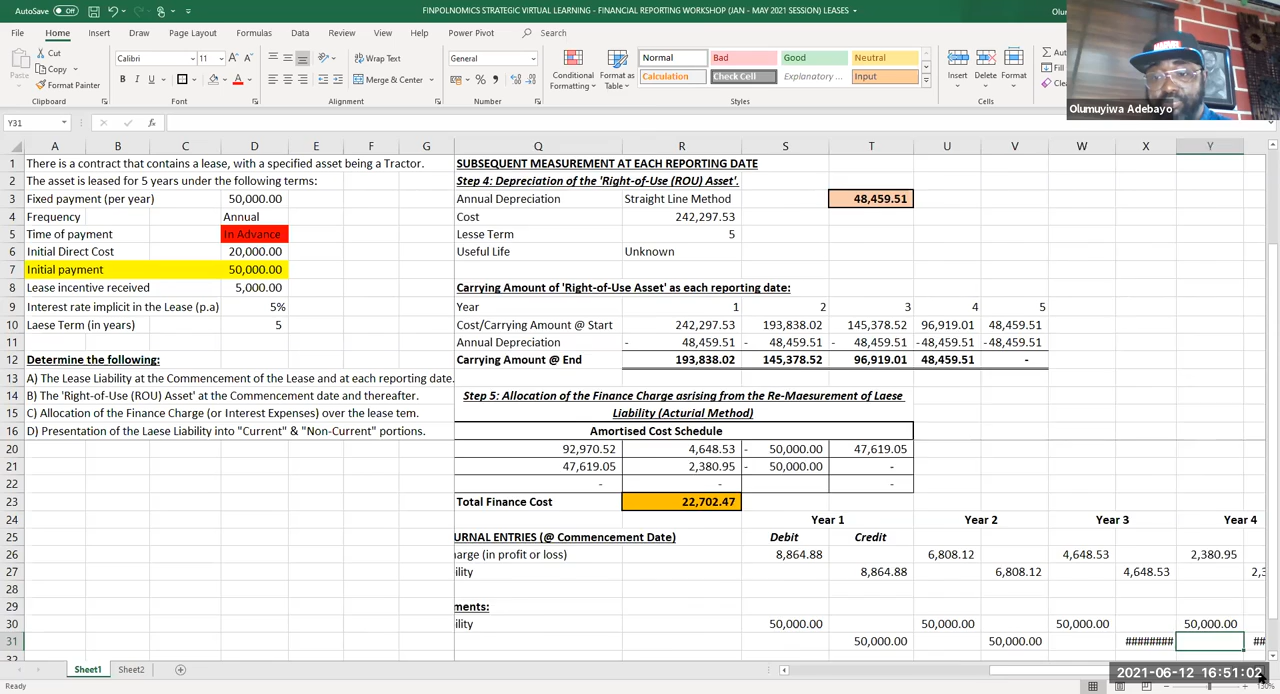 AutoSave Off FINPOLNOMICS STRATEGIC VIRTUAL LEARNING - FINANCIAL REPORTING WORKSHOP (JAN - MAY 2021 SESSION) LEASES
File Home Insert Draw Page Layout Formulas Data Review View Help Power Pivot Search
Cut
Copy
Format Painter
Paste
Clipboard
Calibri 11
B I U
Font
Wrap Text
Merge & Center
Alignment
General
Number
Conditional Formatting
Format as Table
Normal Bad Good Neutral
Calculation Check Cell Explanatory ... Input
Styles
Insert Delete Format
Cells
Olumuyiwa Adebayo
Y31
A B C D E F G Q R S T U V W X Y
1 There is a contract that contains a lease, with a specified asset being a Tractor. SUBSEQUENT MEASUREMENT AT EACH REPORTING DATE
2 The asset is leased for 5 years under the following terms: Step 4: Depreciation of the 'Right-of-Use (ROU) Asset'.
3 Fixed payment (per year) 50,000.00 Annual Depreciation Straight Line Method 48,459.51
4 Frequency Annual Cost 242,297.53
5 Time of payment In Advance Lesse Term 5
6 Initial Direct Cost 20,000.00 Useful Life Unknown
7 Initial payment 50,000.00
8 Lease incentive received 5,000.00 Carrying Amount of 'Right-of-Use Asset' as each reporting date:
9 Interest rate implicit in the Lease (p.a) 5% Year 1 2 3 4 5
10 Laese Term (in years) 5 Cost/Carrying Amount @ Start 242,297.53 193,838.02 145,378.52 96,919.01 48,459.51
11 Annual Depreciation - 48,459.51 - 48,459.51 - 48,459.51 -48,459.51 -48,459.51
12 Determine the following: Carrying Amount @ End 193,838.02 145,378.52 96,919.01 48,459.51 -
13 A) The Lease Liability at the Commencement of the Lease and at each reporting date.
14 B) The 'Right-of-Use (ROU) Asset' at the Commencement date and thereafter. Step 5: Allocation of the Finance Charge asrising from the Re-Maesurement of Laese
15 C) Allocation of the Finance Charge (or Interest Expenses) over the lease tem. Liability (Acturial Method)
16 D) Presentation of the Laese Liability into "Current" & "Non-Current" portions. Amortised Cost Schedule
20 92,970.52 4,648.53 - 50,000.00 47,619.05
21 47,619.05 2,380.95 - 50,000.00 -
22 - - -
23 Total Finance Cost 22,702.47
24 Year 1 Year 2 Year 3 Year 4
25 URNAL ENTRIES (@ Commencement Date) Debit Credit
26 arge (in profit or loss) 8,864.88 6,808.12 4,648.53 2,380.95
27 ility 8,864.88 6,808.12 4,648.53 2,3
28
29 ments:
30 ility 50,000.00 50,000.00 50,000.00 50,000.00
31 50,000.00 50,000.00 ######## ##
Sheet1 Sheet2
2021-06-12 16:51:02
Ready 130%